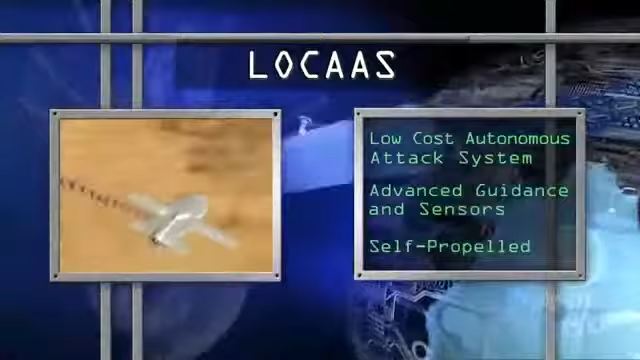 LOCAAS
Low Cost Autonomous
Attack System
Advanced Guidance
and Sensors
Self-Propelled